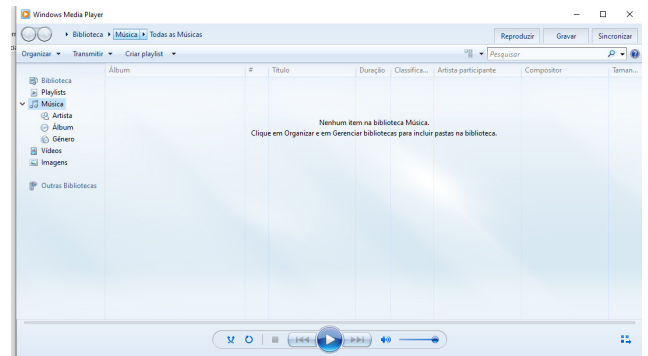 Windows Media Player
Biblioteca Música Todas as Músicas
Reproduzir Gravar Sincronizar
Organizar Transmitir Criar playlist
Pesquisar
Álbum # Título Duração Classifica... Artista participante Compositor Taman...
Biblioteca
Playlists
Música
Artista
Álbum
Gênero
Vídeos
Imagens
Outras Bibliotecas
Nenhum item na biblioteca Música.
Clique em Organizar e em Gerenciar bibliotecas para incluir pastas na biblioteca.